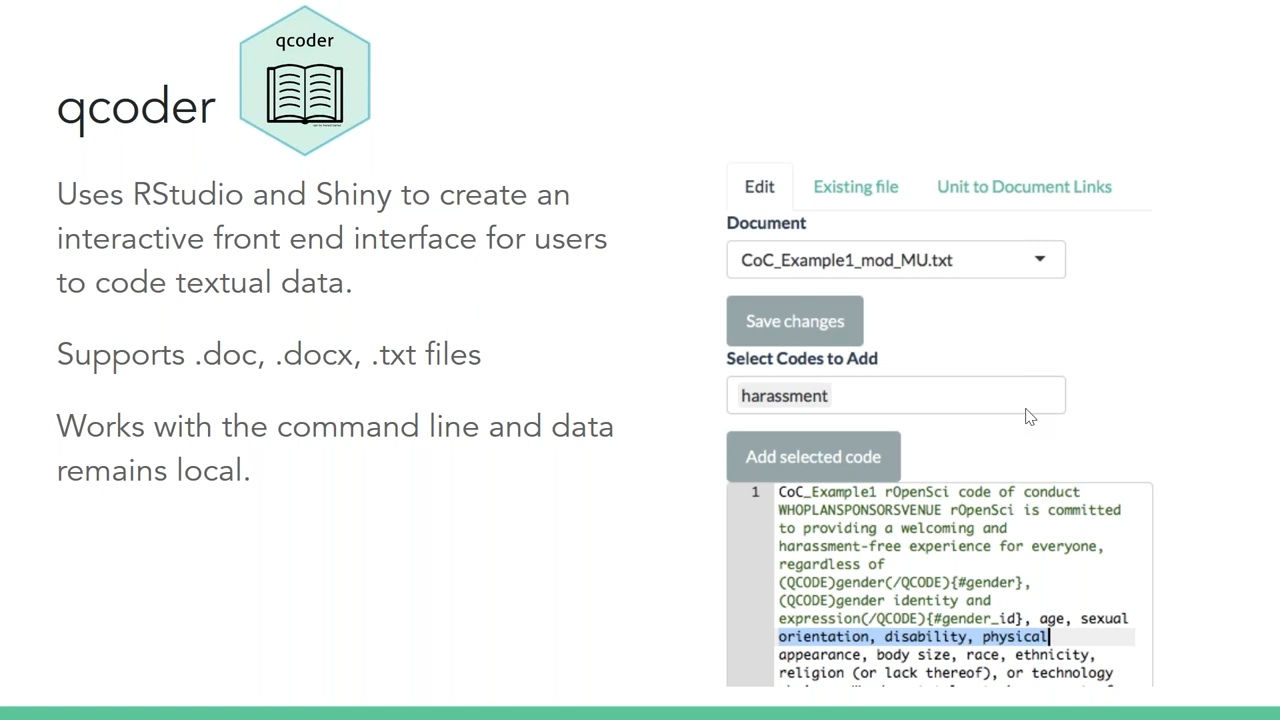 qcoder
qcoder
Uses RStudio and Shiny to create an
interactive front end interface for users
to code textual data.
Supports .doc, .docx, .txt files
Works with the command line and data
remains local.
Edit
Existing file
Unit to Document Links
Document
CoC_Example1_mod_MU.txt
Save changes
Select Codes to Add
harassment
Add selected code
1
CoC_Example1 rOpenSci code of conduct
WHOPLANSPONSORSVENUE rOpenSci is committed
to providing a welcoming and
harassment-free experience for everyone,
regardless of
(QCODE)gender(/QCODE){#gender},
(QCODE)gender identity and
expression(/QCODE){#gender_id}, age, sexual
orientation, disability, physical
appearance, body size, race, ethnicity,
religion (or lack thereof), or technology